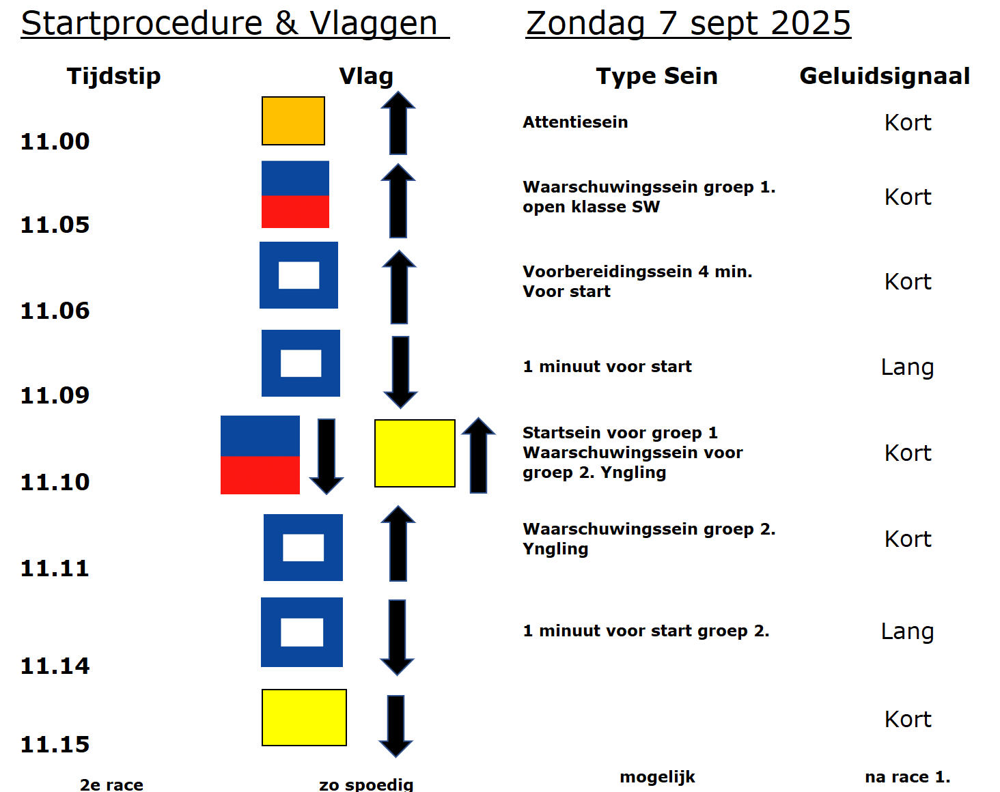 Startprocedure & Vlaggen Zondag 7 sept 2025
Tijdstip Vlag Type Sein Geluidsignaal
11.00 Attentiesein Kort
11.05 Waarschuwingssein groep 1. Kort
open klasse SW
11.06 Voorbereidingssein 4 min. Kort
Voor start
11.09 1 minuut voor start Lang
11.10 Startsein voor groep 1 Kort
Waarschuwingssein voor
groep 2. Yngling
11.11 Waarschuwingssein groep 2. Kort
Yngling
11.14 1 minuut voor start groep 2. Lang
11.15 Kort
2e race zo spoedig mogelijk na race 1.